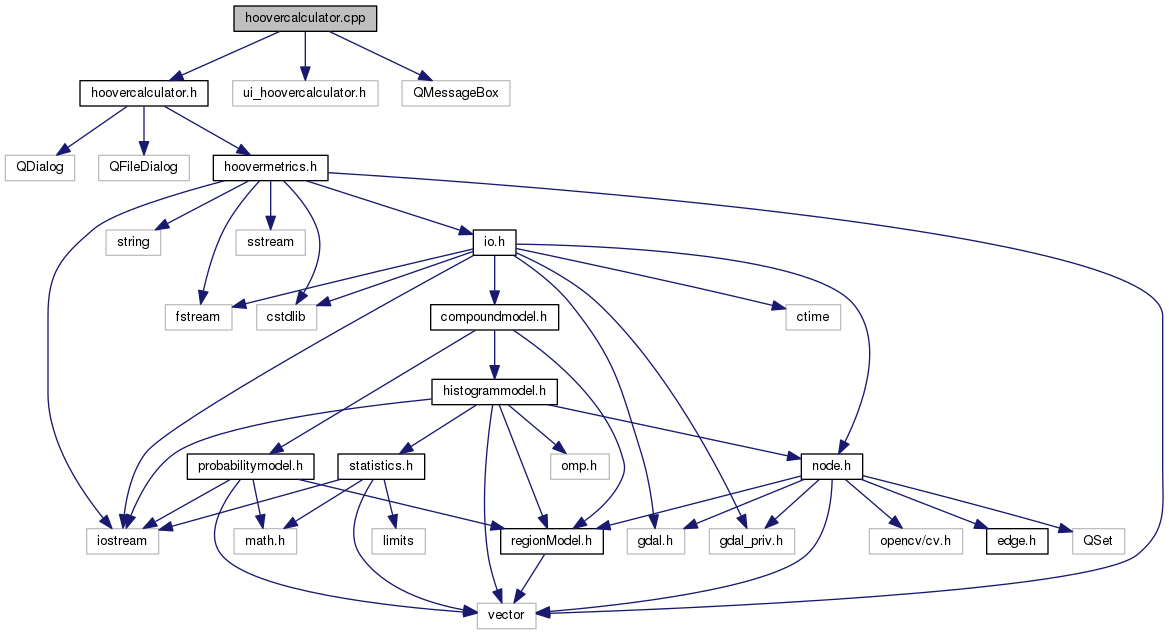 hoovercalculator.cpp
hoovercalculator.h
ui_hoovercalculator.h
QMessageBox
QDialog
QFileDialog
hoovermetrics.h
string
sstream
io.h
fstream
cstdlib
compoundmodel.h
ctime
histogrammodel.h
probabilitymodel.h
statistics.h
omp.h
node.h
iostream
math.h
limits
regionModel.h
gdal.h
gdal_priv.h
opencv/cv.h
edge.h
QSet
vector